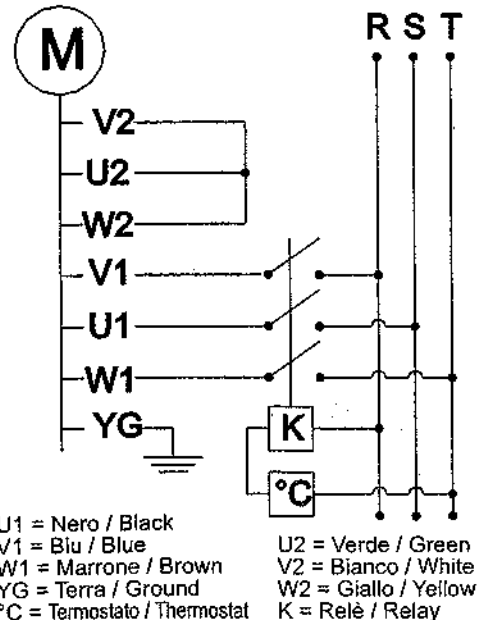 M
R S T
V2
U2
W2
V1
U1
W1
YG
K
°C
U1 = Nero / Black
V1 = Blu / Blue
W1 = Marrone / Brown
YG = Terra / Ground
°C = Termostato / Thermostat
U2 = Verde / Green
V2 = Bianco / White
W2 = Giallo / Yellow
K = Relè / Relay